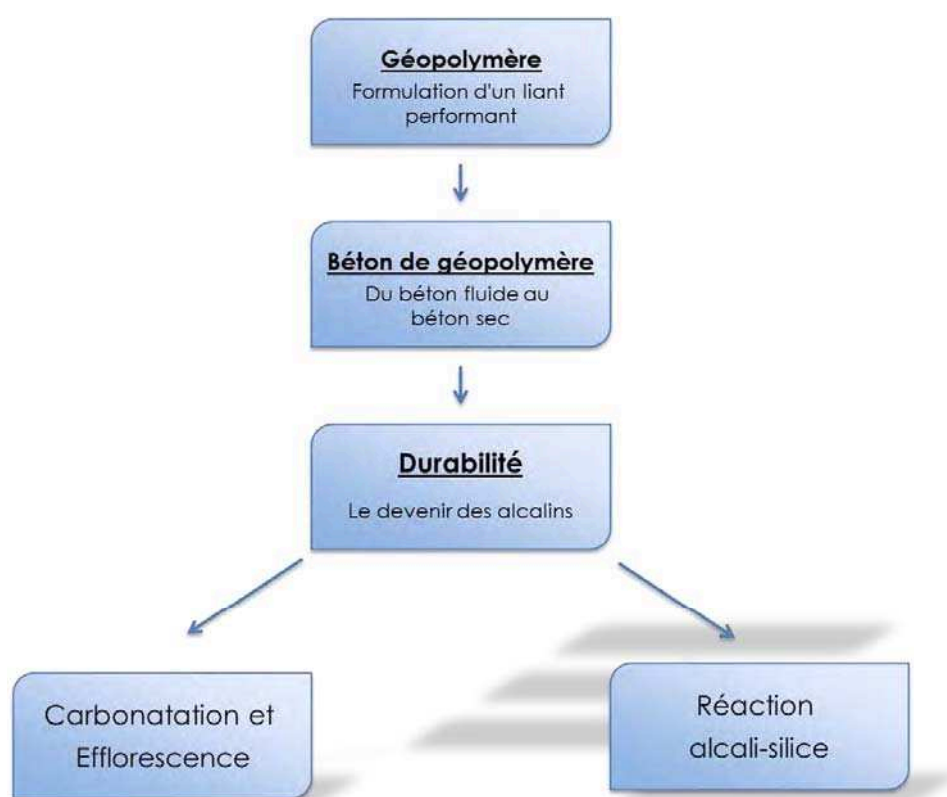 Géopolymère
Formulation d'un liant
performant
Béton de géopolymère
Du béton fluide au
béton sec
Durabilité
Le devenir des alcalins
Carbonatation et
Efflorescence
Réaction
alcali-silice